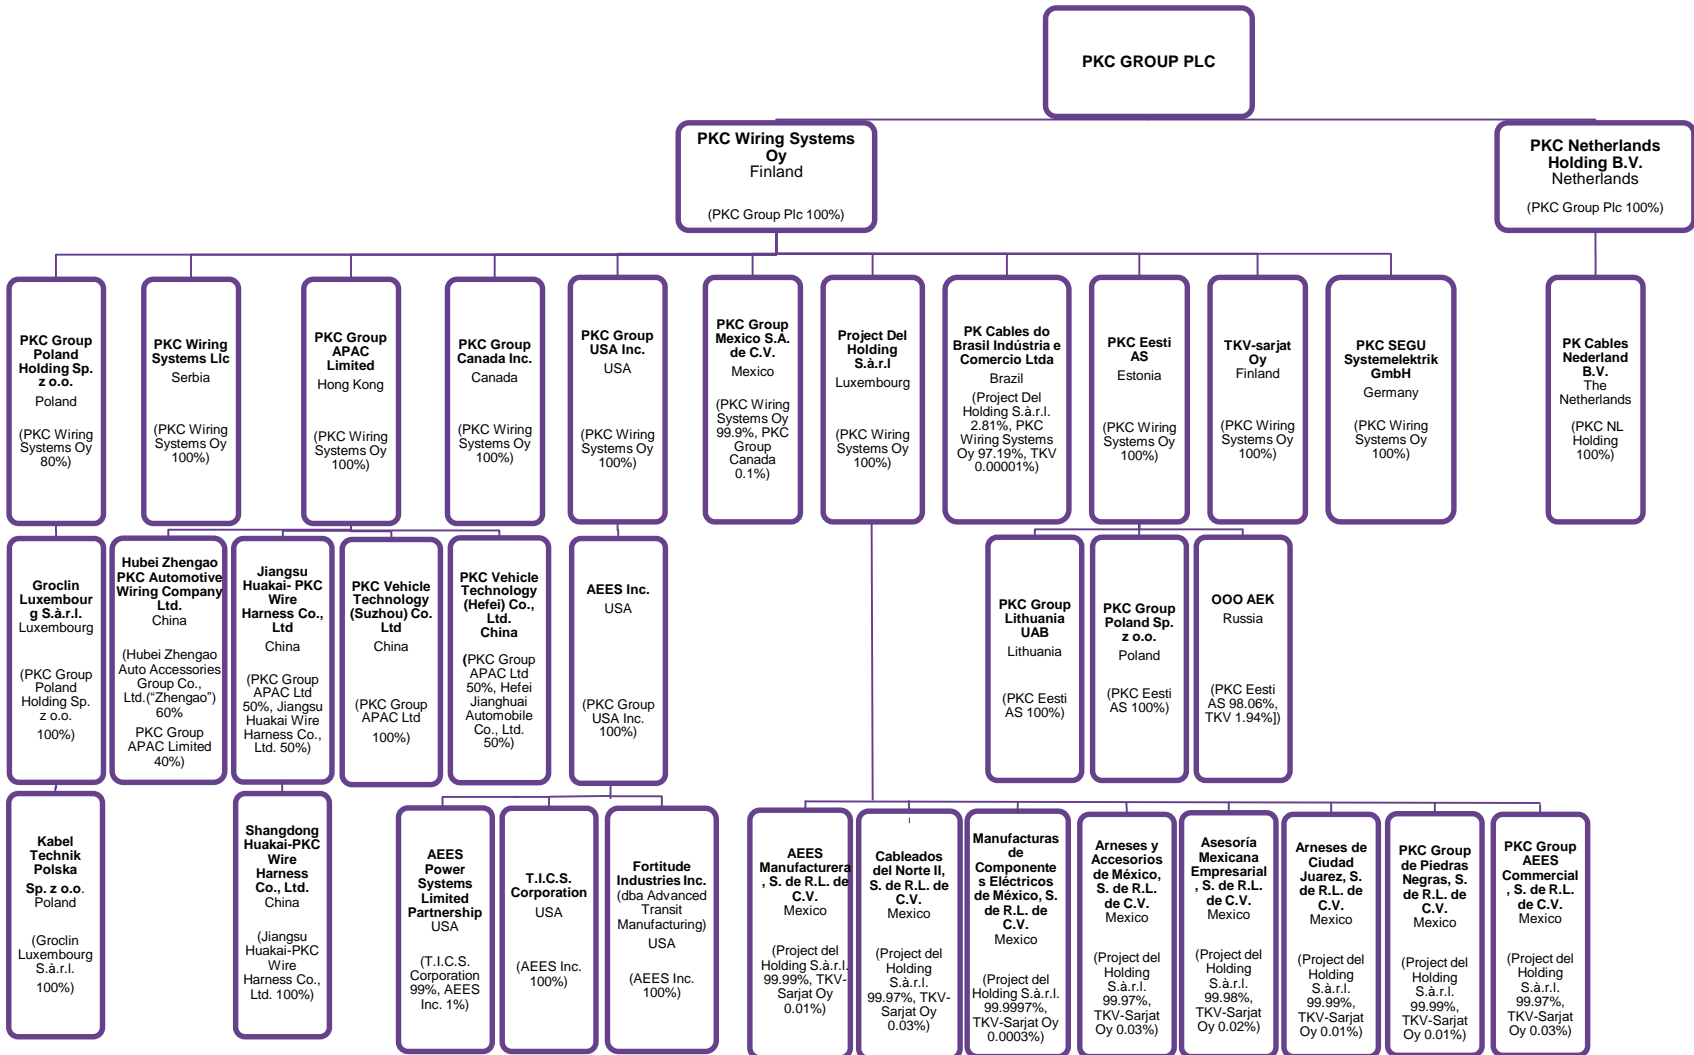 PKC GROUP PLC
PKC Wiring Systems
Oy
Finland
(PKC Group Plc 100%)
PKC Netherlands
Holding B.V.
Netherlands
(PKC Group Plc 100%)
PKC Group
Poland
Holding Sp.
z o.o.
Poland
(PKC Wiring
Systems Oy
80%)
PKC Wiring
Systems Llc
Serbia
(PKC Wiring
Systems Oy
100%)
PKC Group
APAC
Limited
Hong Kong
(PKC Wiring
Systems Oy
100%)
PKC Group
Canada Inc.
Canada
(PKC Wiring
Systems Oy
100%)
PKC Group
USA Inc.
USA
(PKC Wiring
Systems Oy
100%)
PKC Group
Mexico S.A.
de C.V.
Mexico
(PKC Wiring
Systems Oy
99.9%, PKC
Group
Canada
0.1%)
Project Del
Holding
S.à.r.l
Luxembourg
(PKC Wiring
Systems Oy
100%)
PK Cables do
Brasil Indústria e
Comercio Ltda
Brazil
(Project Del
Holding S.à.r.l.
2.81%, PKC
Wiring Systems
Oy 97.19%, TKV
0.00001%)
PKC Eesti
AS
Estonia
(PKC Wiring
Systems Oy
100%)
TKV-sarjat
Oy
Finland
(PKC Wiring
Systems Oy
100%)
PKC SEGU
Systemelektrik
GmbH
Germany
(PKC Wiring
Systems Oy
100%)
PK Cables
Nederland
B.V.
The
Netherlands
(PKC NL
Holding
100%)
Groclin
Luxembour
g S.à.r.l.
Luxembourg
(PKC Group
Poland
Holding Sp.
z o.o.
100%)
Hubei Zhengao
PKC Automotive
Wiring Company
Ltd.
China
(Hubei Zhengao
Auto Accessories
Group Co.,
Ltd.("Zhengao")
60%
PKC Group
APAC Limited
40%)
Jiangsu
Huakai- PKC
Wire
Harness Co.,
Ltd
China
(PKC Group
APAC Ltd
50%, Jiangsu
Huakai Wire
Harness Co.,
Ltd. 50%)
PKC Vehicle
Technology
(Suzhou) Co.
Ltd
China
(PKC Group
APAC Ltd
100%)
PKC Vehicle
Technology
(Hefei) Co.,
Ltd.
China
(PKC Group
APAC Ltd
50%, Hefei
Jianghuai
Automobile
Co., Ltd.
50%)
AEES Inc.
USA
(PKC Group
USA Inc.
100%)
PKC Group
Lithuania
UAB
Lithuania
(PKC Eesti
AS 100%)
PKC Group
Poland Sp.
z o.o.
Poland
(PKC Eesti
AS 100%)
OOO AEK
Russia
(PKC Eesti
AS 98.06%,
TKV 1.94%])
Kabel
Technik
Polska
Sp. z o.o.
Poland
(Groclin
Luxembourg
S.à.r.l.
100%)
Shangdong
Huakai-PKC
Wire
Harness
Co., Ltd.
China
(Jiangsu
Huakai-PKC
Wire
Harness Co.,
Ltd. 100%)
AEES
Power
Systems
Limited
Partnership
USA
(T.I.C.S.
Corporation
99%, AEES
Inc. 1%)
T.I.C.S.
Corporation
USA
(AEES Inc.
100%)
Fortitude
Industries Inc.
(dba Advanced
Transit
Manufacturing)
USA
(AEES Inc.
100%)
AEES
Manufacturera
, S. de R.L. de
C.V.
Mexico
(Project del
Holding S.à.r.l.
99.99%, TKV-
Sarjat Oy
0.01%)
Cableados
del Norte II,
S. de R.L. de
C.V.
Mexico
(Project del
Holding
S.à.r.l.
99.97%, TKV-
Sarjat Oy
0.03%)
Manufacturas
de
Componente
s Eléctricos
de México, S.
de R.L. de
C.V.
Mexico
(Project del
Holding S.à.r.l.
99.9997%,
TKV-Sarjat Oy
0.0003%)
Arneses y
Accesorios
de México,
S. de R.L.
de C.V.
Mexico
(Project del
Holding
S.à.r.l.
99.97%,
TKV-Sarjat
Oy 0.03%)
Asesoría
Mexicana
Empresarial
, S. de R.L.
de C.V.
Mexico
(Project del
Holding
S.à.r.l.
99.98%,
TKV-Sarjat
Oy 0.02%)
Arneses de
Ciudad
Juarez, S.
de R.L. de
C.V.
Mexico
(Project del
Holding
S.à.r.l.
99.99%,
TKV-Sarjat
Oy 0.01%)
PKC Group
de Piedras
Negras, S.
de R.L. de
C.V.
Mexico
(Project del
Holding
S.à.r.l.
99.99%,
TKV-Sarjat
Oy 0.01%)
PKC Group
AEES
Commercial
, S. de R.L.
de C.V.
Mexico
(Project del
Holding
S.à.r.l.
99.97%,
TKV-Sarjat
Oy 0.03%)